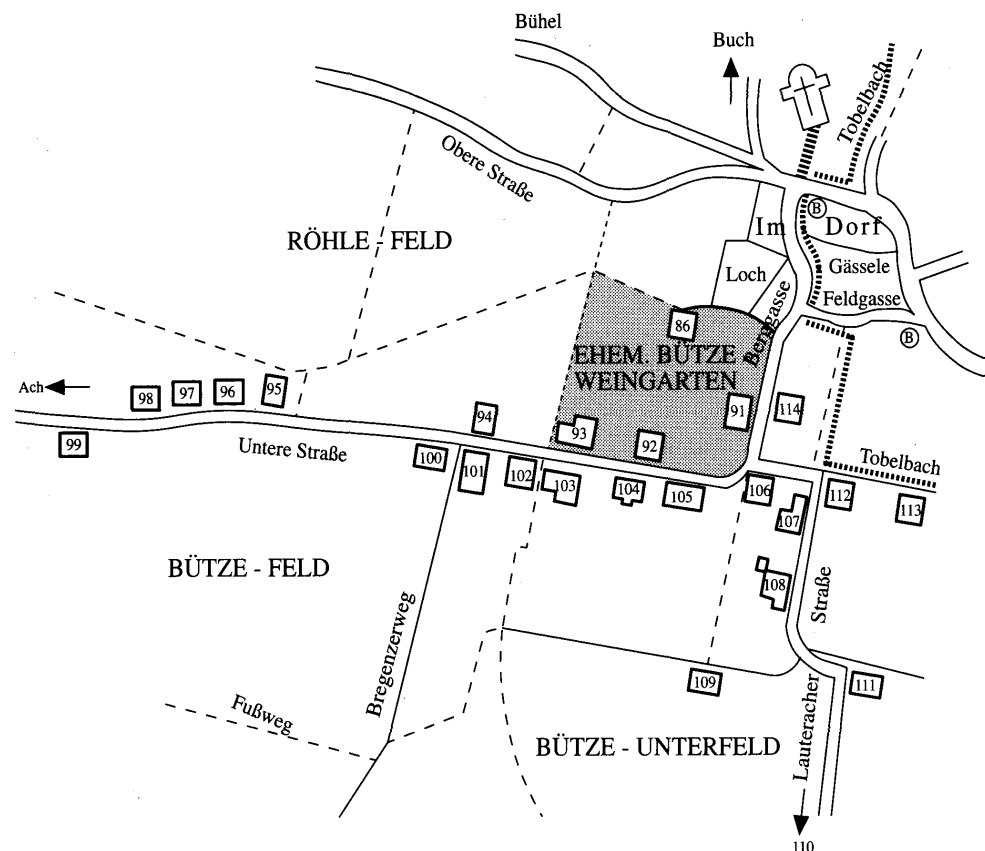 Bühel
Buch
Tobelbach
Obere Straße
B
Im Dorf
RÖHLE - FELD
Loch
Gässele
Feldgasse
Berggasse
B
86
EHEM. BÜTZE
WEINGARTEN
Ach
98
97
96
95
94
93
92
91
114
99
Untere Straße
100
101
102
103
104
105
106
107
112
113
Tobelbach
BÜTZE - FELD
108
Straße
Bregenzerweg
109
111
Fußweg
BÜTZE - UNTERFELD
Lauteracher
110